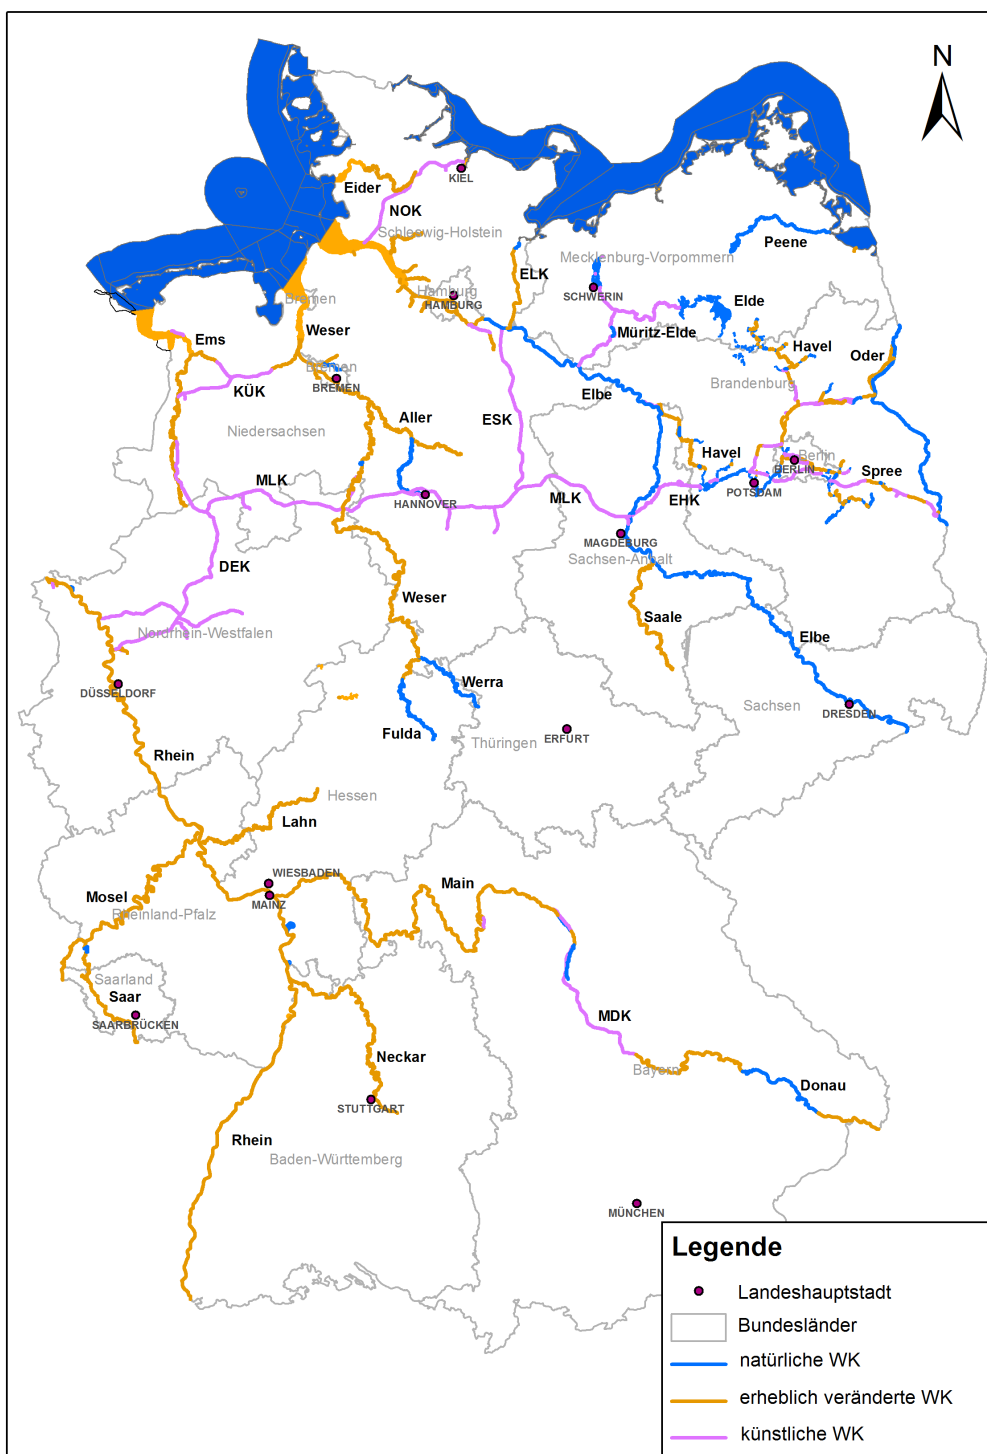 N
KIEL
Eider
NOK
Schleswig-Holstein
Peene
Mecklenburg-Vorpommern
ELK
SCHWERIN
Hamburg
HAMBURG
Bremen
Elde
Weser
Müritz-Elde
Ems
Havel
Oder
Bremen
BREMEN
KÜK
Brandenburg
Elbe
Aller
ESK
Niedersachsen
Havel
Berlin
BERLIN
Spree
MLK
MLK
EHK
POTSDAM
HANNOVER
MAGDEBURG
Sachsen-Anhalt
DEK
Weser
Saale
Nordrhein-Westfalen
Elbe
DÜSSELDORF
Werra
Sachsen
DRESDEN
Fulda
Thüringen
ERFURT
Rhein
Hessen
Lahn
WIESBADEN
Main
Mosel
MAINZ
Rheinland-Pfalz
Saarland
Saar
SAARBRÜCKEN
MDK
Neckar
Bayern
Donau
STUTTGART
Rhein
Baden-Württemberg
MÜNCHEN
Legende
Landeshauptstadt
Bundesländer
natürliche WK
erheblich veränderte WK
künstliche WK